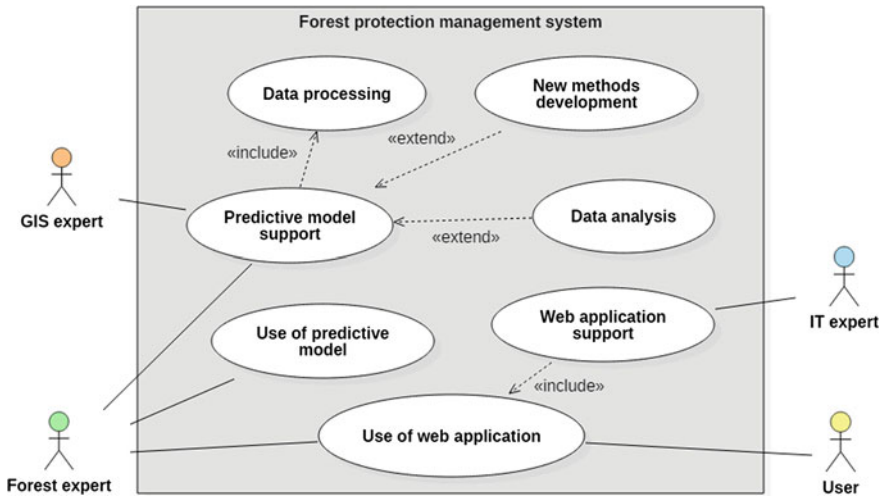 Forest protection management system
Data processing
New methods
development
«include»
«extend»
GIS expert
Predictive model
support
Data analysis
«extend»
Web application
support
IT expert
Use of predictive
model
«include»
Use of web application
Forest expert
User